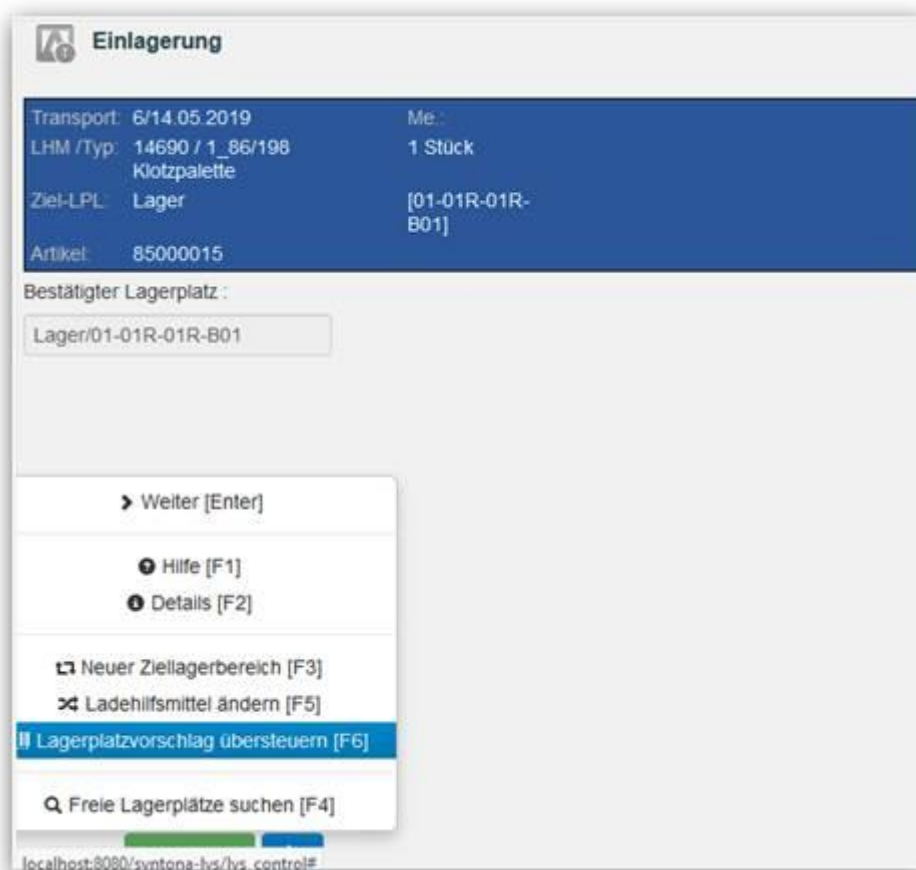 Einlagerung
Transport: 6/14.05.2019 Me.:
LHM /Typ: 14690 / 1_86/198 1 Stück
Klotzpalette
Ziel-LPL: Lager [01-01R-01R-
B01]
Artikel: 85000015
Bestätigter Lagerplatz :
Lager/01-01R-01R-B01
Weiter [Enter]
Hilfe [F1]
Details [F2]
Neuer Ziellagerbereich [F3]
Ladehilfsmittel ändern [F5]
Lagerplatzvorschlag übersteuern [F6]
Freie Lagerplätze suchen [F4]
localhost:8080/syntona-lvs/lvs_control#